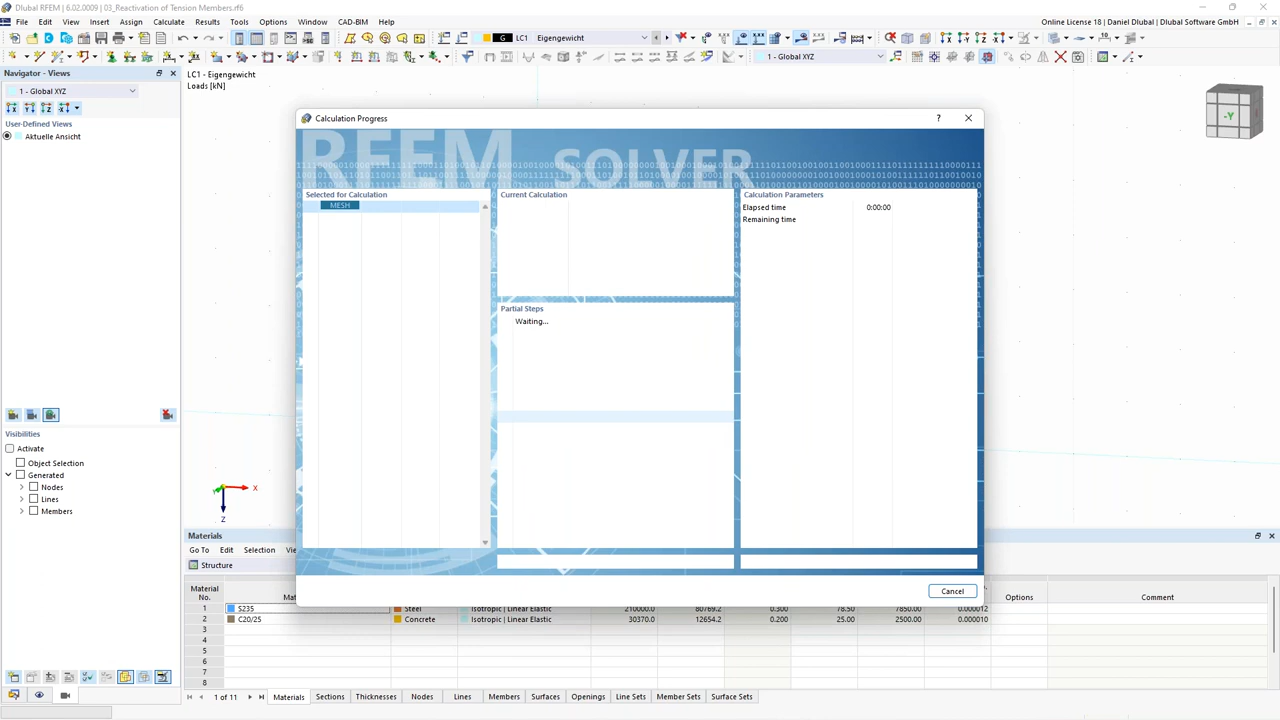 Dlubal RFEM | 6.02.0009 | 03_Reactivation of Tension Members.rf6
File Edit View Insert Assign Calculate Results Tools Options Window CAD-BIM Help
Online License 18 | Daniel Dlubal | Dlubal Software GmbH
G LC1 Eigengewicht
1 - Global XYZ
Navigator - Views
1 - Global XYZ
User-Defined Views
Aktuelle Ansicht
LC1 - Eigengewicht
Loads [kN]
-Y
Calculation Progress
?
RFEM SOLVER
Selected for Calculation
MESH
Current Calculation
Partial Steps
Waiting...
Calculation Parameters
Elapsed time 0:00:00
Remaining time
Cancel
Visibilities
Activate
Object Selection
Generated
Nodes
Lines
Members
X
Y
Z
Materials
Go To Edit Selection
Structure
Material
No.
Options Comment
1 S235 Steel Isotropic | Linear Elastic 210000.0 80769.2 0.300 78.50 7850.00 0.000012
2 C20/25 Concrete Isotropic | Linear Elastic 30370.0 12654.2 0.200 25.00 2500.00 0.000010
3
4
5
6
7
8
1 of 11 Materials Sections Thicknesses Nodes Lines Members Surfaces Openings Line Sets Member Sets Surface Sets